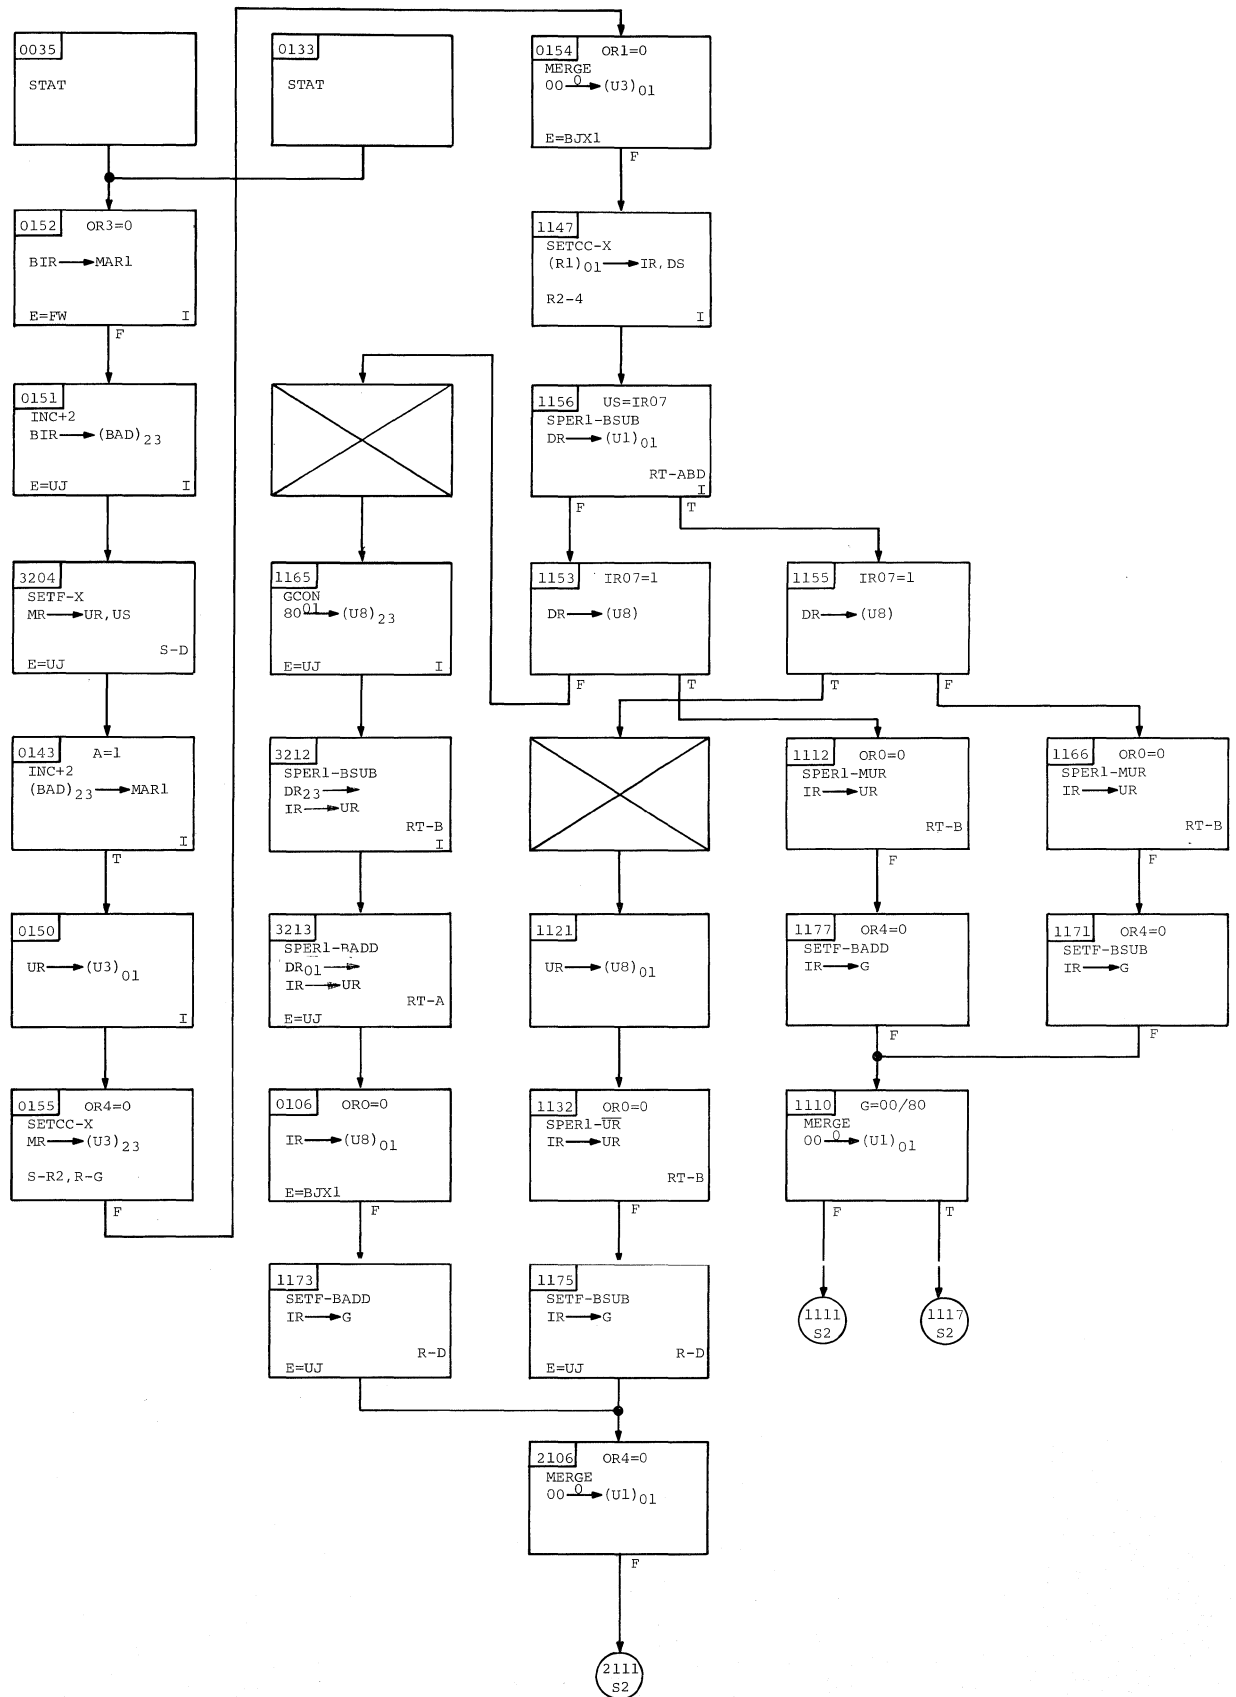 0035
STAT
0133
STAT
0154 OR1=0
MERGE
00 0 (U3)01
E=BJX1
F
0152 OR3=0
BIR MAR1
E=FW I
F
1147
SETCC-X
(R1)01 IR,DS
R2-4
I
0151
INC+2
BIR (BAD)23
E=UJ I
1156 US=IR07
SPER1-BSUB
DR (U1)01
RT-ABD
I
F T
3204
SETF-X
MR UR,US
S-D
E=UJ
1165
GCON
80 01 (U8)23
E=UJ I
1153 IR07=1
DR (U8)
F T
1155 IR07=1
DR (U8)
T F
0143 A=1
INC+2
(BAD)23 MAR1
I
T
3212
SPER1-BSUB
DR23
IR UR
RT-B
I
1112 OR0=0
SPER1-MUR
IR UR
RT-B
F
1166 OR0=0
SPER1-MUR
IR UR
RT-B
F
0150
UR (U3)01
I
3213
SPER1-BADD
DR01
IR UR
RT-A
E=UJ
1121
UR (U8)01
1177 OR4=0
SETF-BADD
IR G
F
1171 OR4=0
SETF-BSUB
IR G
F
0155 OR4=0
SETCC-X
MR (U3)23
S-R2,R-G
F
0106 OR0=0
IR (U8)01
E=BJX1
F
1132 OR0=0
SPER1-U̅R̅
IR UR
RT-B
F
1110 G=00/80
MERGE
00 0 (U1)01
F T
1173
SETF-BADD
IR G
R-D
E=UJ
1175
SETF-BSUB
IR G
R-D
E=UJ
1111
S2
1117
S2
2106 OR4=0
MERGE
00 0 (U1)01
F
2111
S2